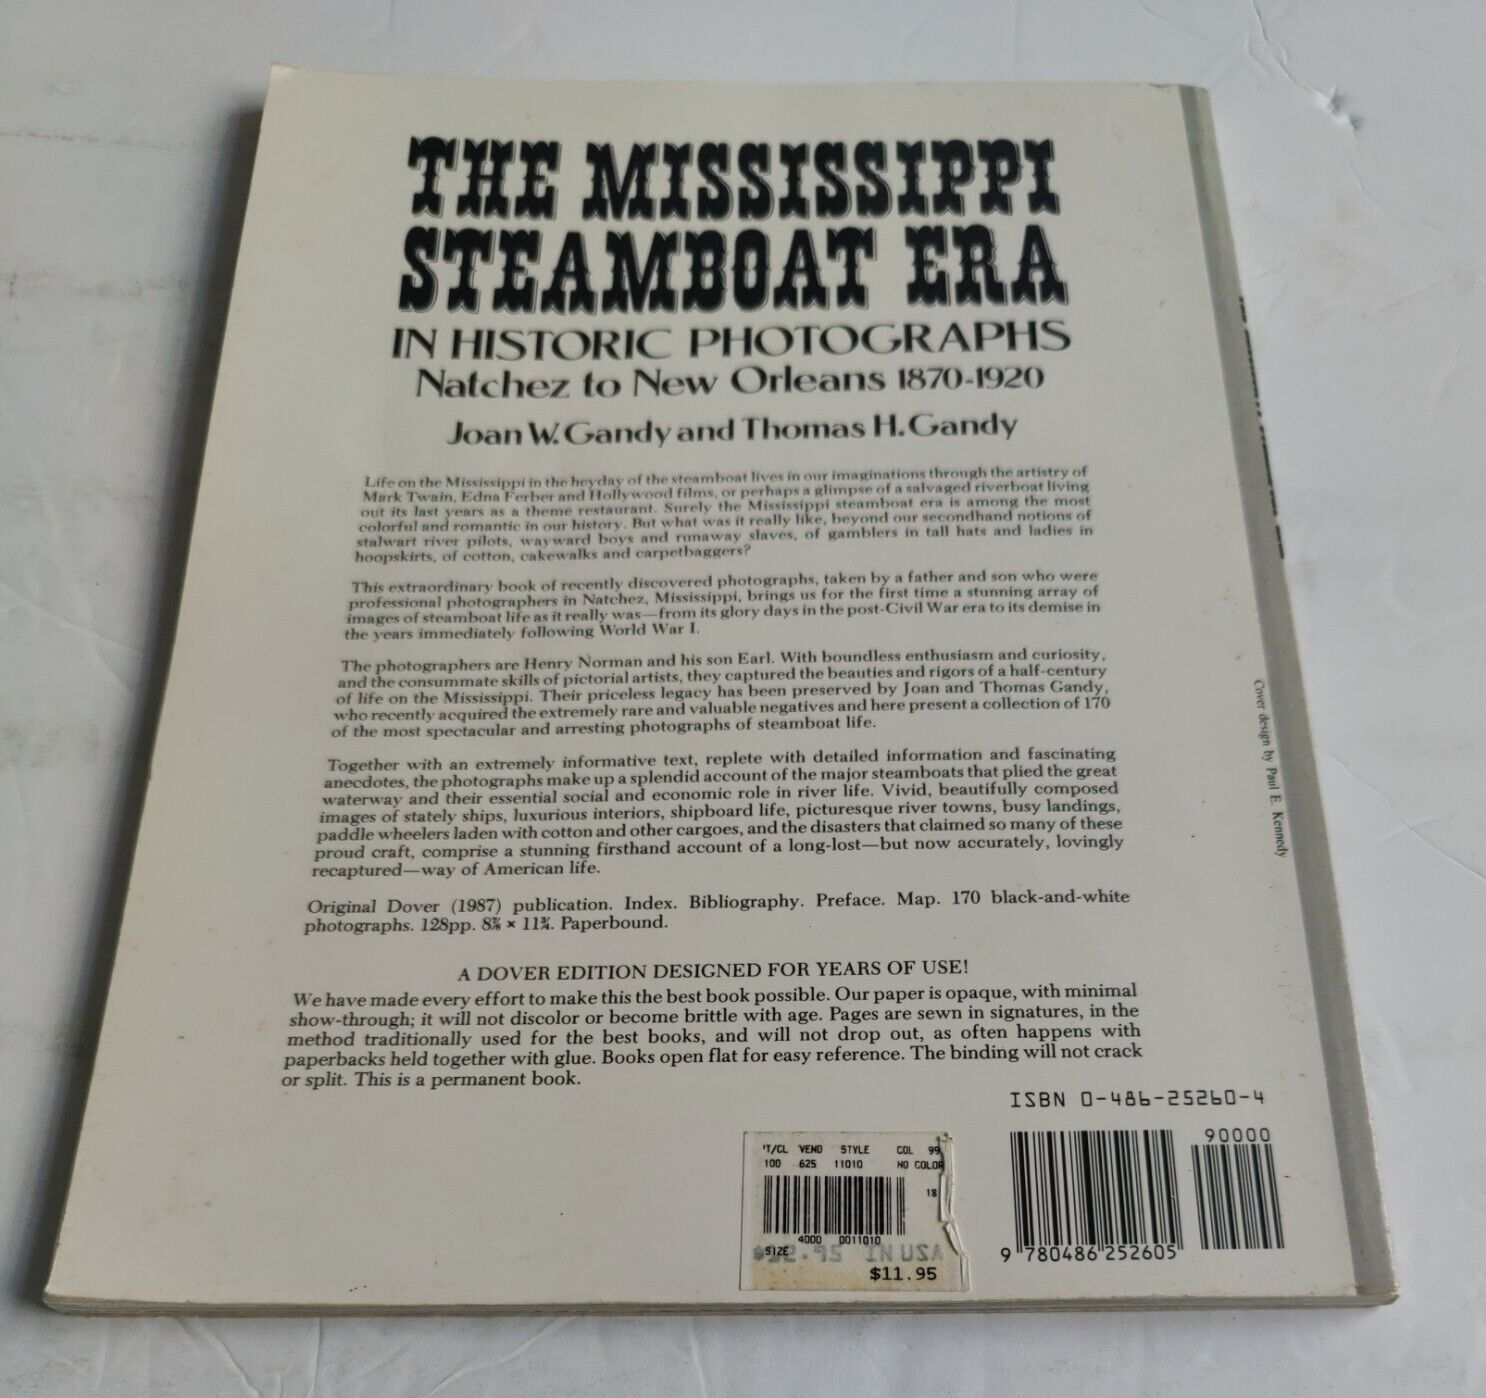 THE MISSISSIPPI
STEAMBOAT ERA
IN HISTORIC PHOTOGRAPHS
Natchez to New Orleans 1870-1920
Joan W. Gandy and Thomas H. Gandy
Life on the Mississippi in the heyday of the steamboat lives in our imaginations through the artistry of
Mark Twain, Edna Ferber and Hollywood films, or perhaps a glimpse of a salvaged riverboat living
out its last years as a theme restaurant. Surely the Mississippi steamboat era is among the most
colorful and romantic in our history. But what was it really like, beyond our secondhand notions of
stalwart river pilots, wayward boys and runaway slaves, of gamblers in tall hats and ladies in
hoopskirts, of cotton, cakewalks and carpetbaggers?
This extraordinary book of recently discovered photographs, taken by a father and son who were
professional photographers in Natchez, Mississippi, brings us for the first time a stunning array of
images of steamboat life as it really was—from its glory days in the post-Civil War era to its demise in
the years immediately following World War I.
The photographers are Henry Norman and his son Earl. With boundless enthusiasm and curiosity,
and the consummate skills of pictorial artists, they captured the beauties and rigors of a half-century
of life on the Mississippi. Their priceless legacy has been preserved by Joan and Thomas Gandy,
who recently acquired the extremely rare and valuable negatives and here present a collection of 170
of the most spectacular and arresting photographs of steamboat life.
Together with an extremely informative text, replete with detailed information and fascinating
anecdotes, the photographs make up a splendid account of the major steamboats that plied the great
waterway and their essential social and economic role in river life. Vivid, beautifully composed
images of stately ships, luxurious interiors, shipboard life, picturesque river towns, busy landings,
paddle wheelers laden with cotton and other cargoes, and the disasters that claimed so many of these
proud craft, comprise a stunning firsthand account of a long-lost—but now accurately, lovingly
recaptured—way of American life.
Original Dover (1987) publication. Index. Bibliography. Preface. Map. 170 black-and-white
photographs. 128pp. 8⅞ × 11¾. Paperbound.
A DOVER EDITION DESIGNED FOR YEARS OF USE!
We have made every effort to make this the best book possible. Our paper is opaque, with minimal
show-through; it will not discolor or become brittle with age. Pages are sewn in signatures, in the
method traditionally used for the best books, and will not drop out, as often happens with
paperbacks held together with glue. Books open flat for easy reference. The binding will not crack
or split. This is a permanent book.
Cover design by Paul E. Kennedy
ISBN 0-486-25260-4
90000
9 780486 252605
'T/CL VEND STYLE COL 99
100 625 11010 NO COLOR
18
4000 0011010
SIZE
.95 IN USA
$11.95